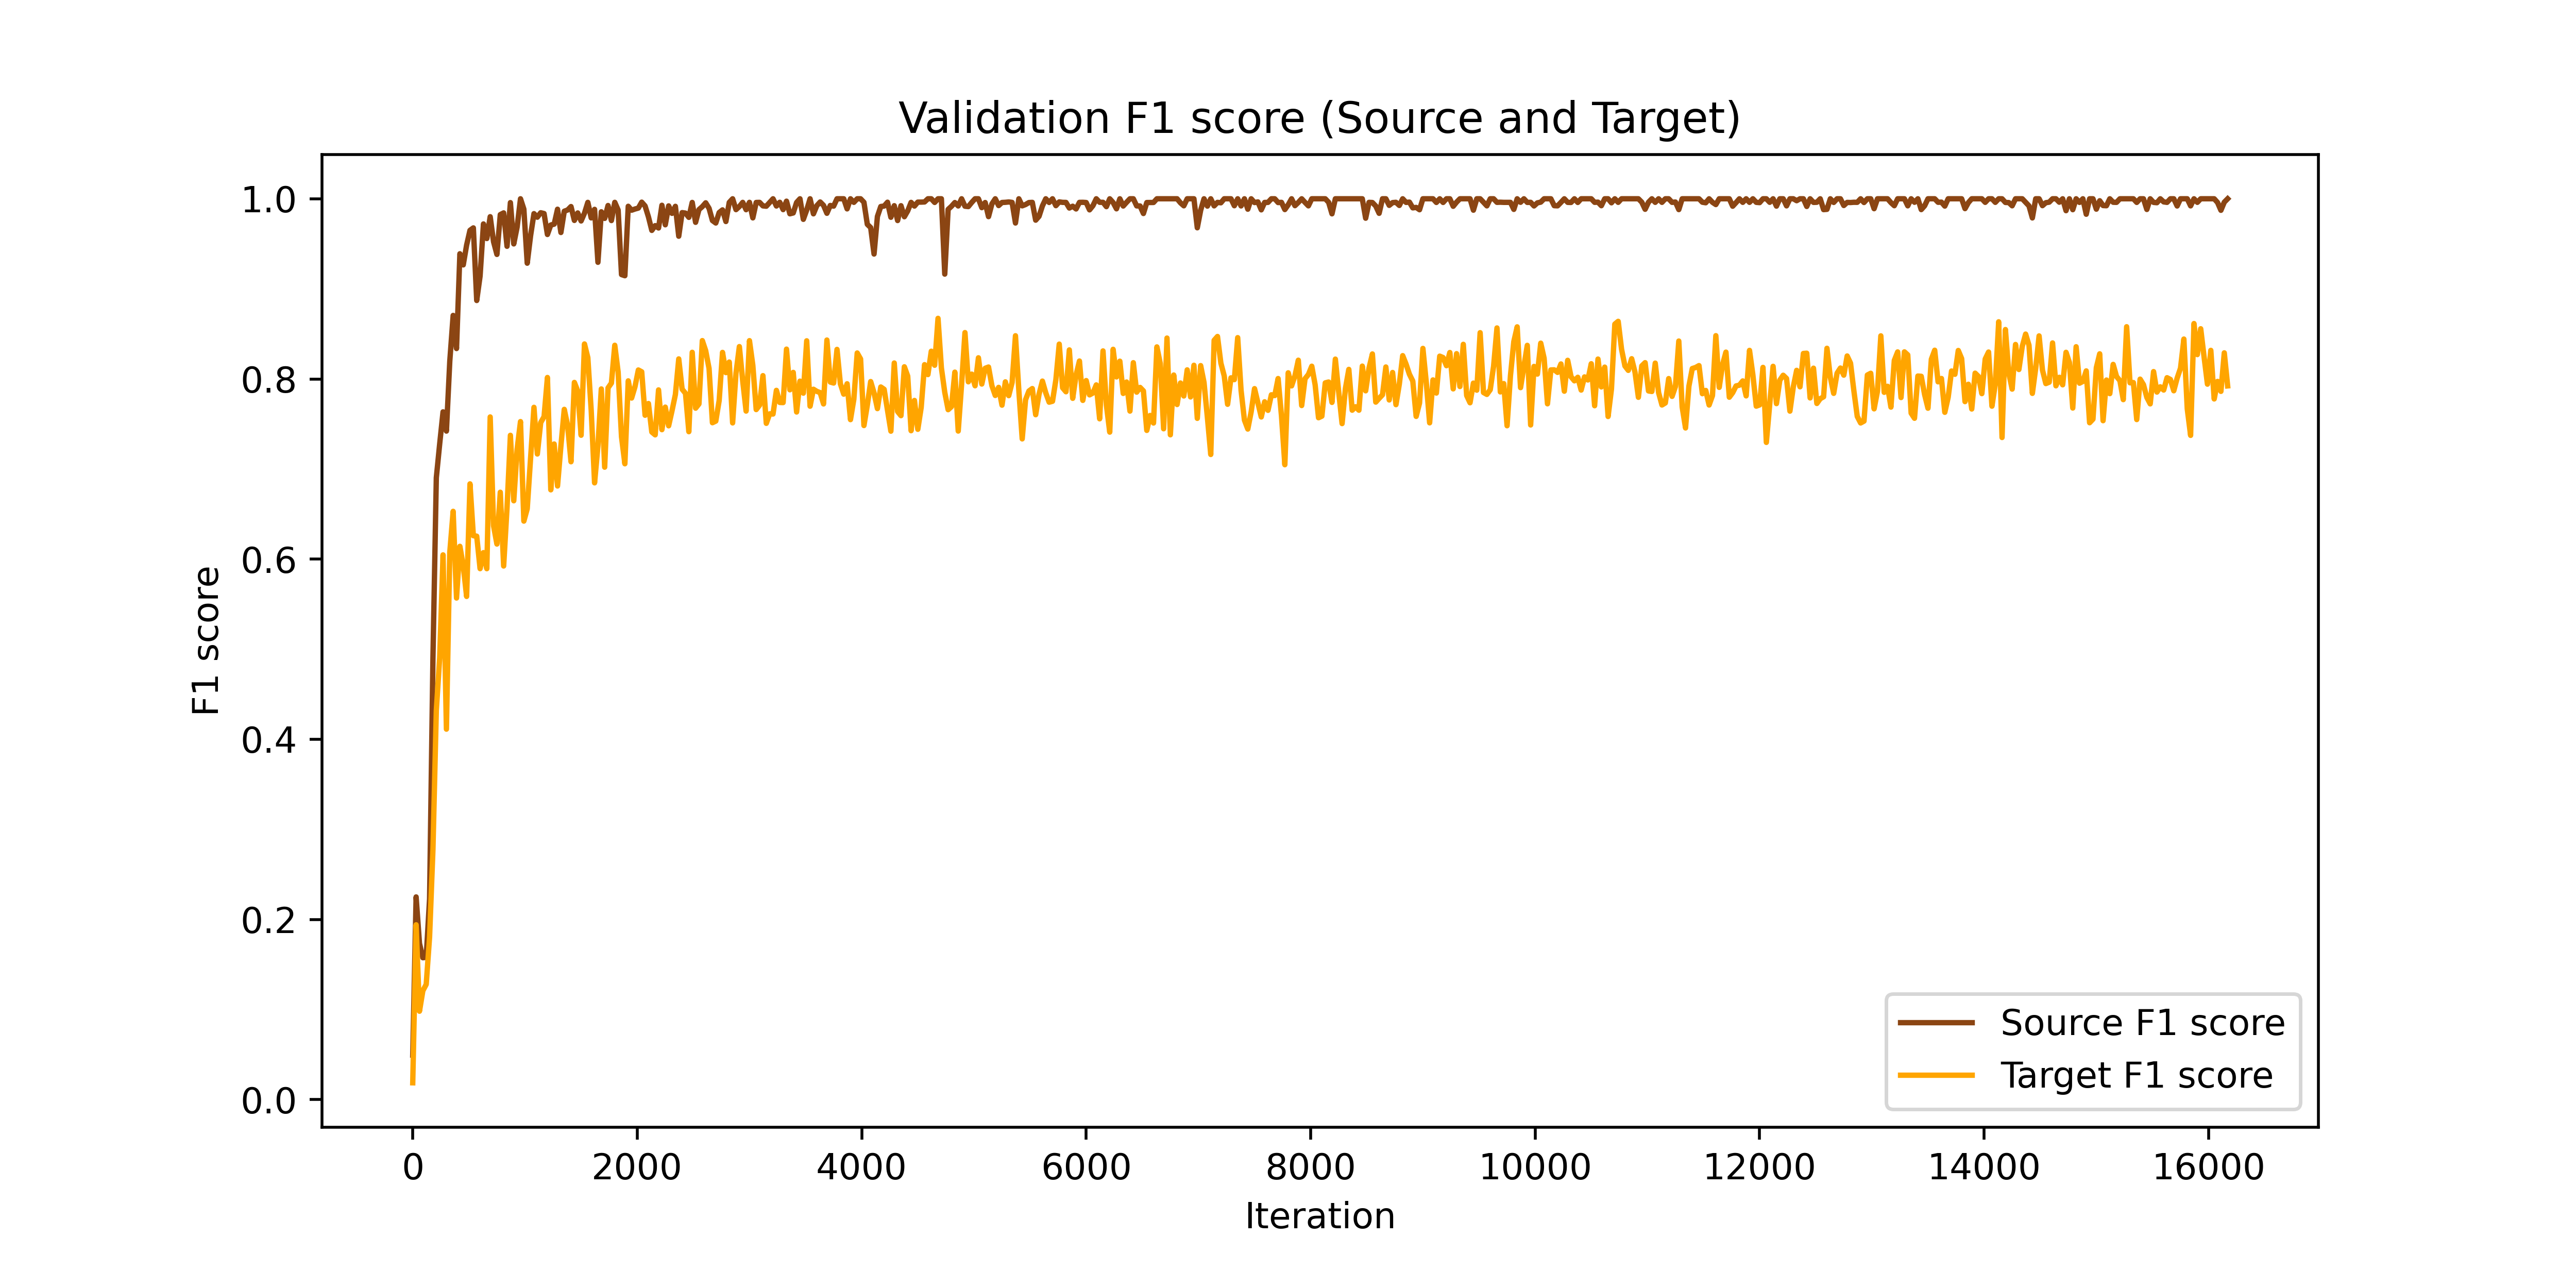 Validation F1 score (Source and Target)
1.0
0.8
0.6
0.4
0.2
0.0
F1 score
0 2000 4000 6000 8000 10000 12000 14000 16000
Iteration
Source F1 score
Target F1 score